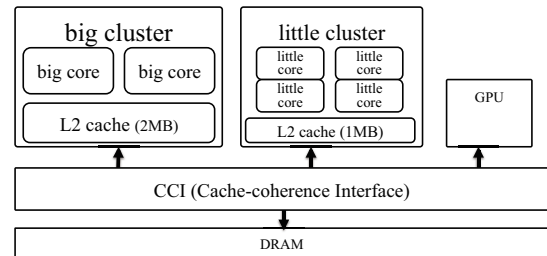 big cluster
big core
big core
L2 cache (2MB)
little cluster
little
core
little
core
little
core
little
core
L2 cache (1MB)
GPU
CCI (Cache-coherence Interface)
DRAM